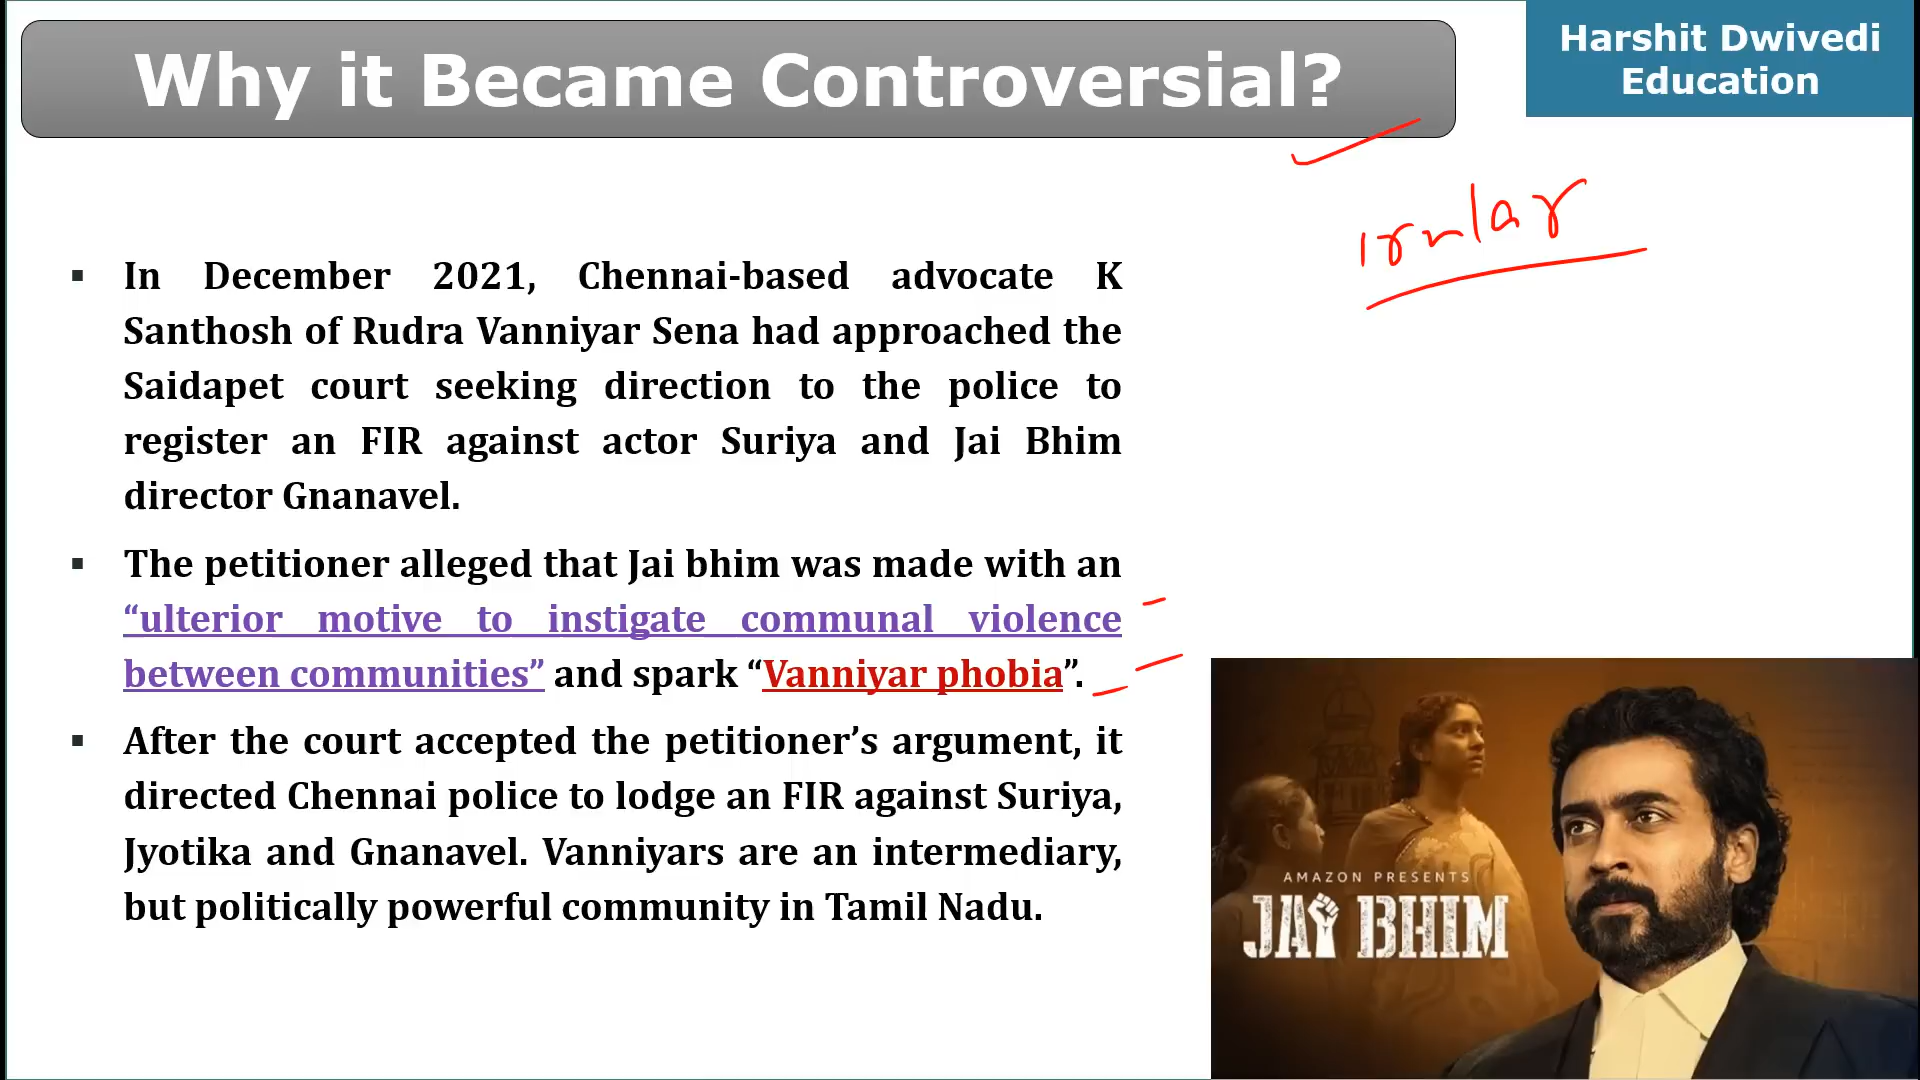 Why it Became Controversial?
Harshit Dwivedi
Education
irular
▪ In December 2021, Chennai-based advocate K
Santhosh of Rudra Vanniyar Sena had approached the
Saidapet court seeking direction to the police to
register an FIR against actor Suriya and Jai Bhim
director Gnanavel.
▪ The petitioner alleged that Jai bhim was made with an
“ulterior motive to instigate communal violence
between communities” and spark “Vanniyar phobia”.
▪ After the court accepted the petitioner’s argument, it
directed Chennai police to lodge an FIR against Suriya,
Jyotika and Gnanavel. Vanniyars are an intermediary,
but politically powerful community in Tamil Nadu.
AMAZON PRESENTS
JAI BHIM